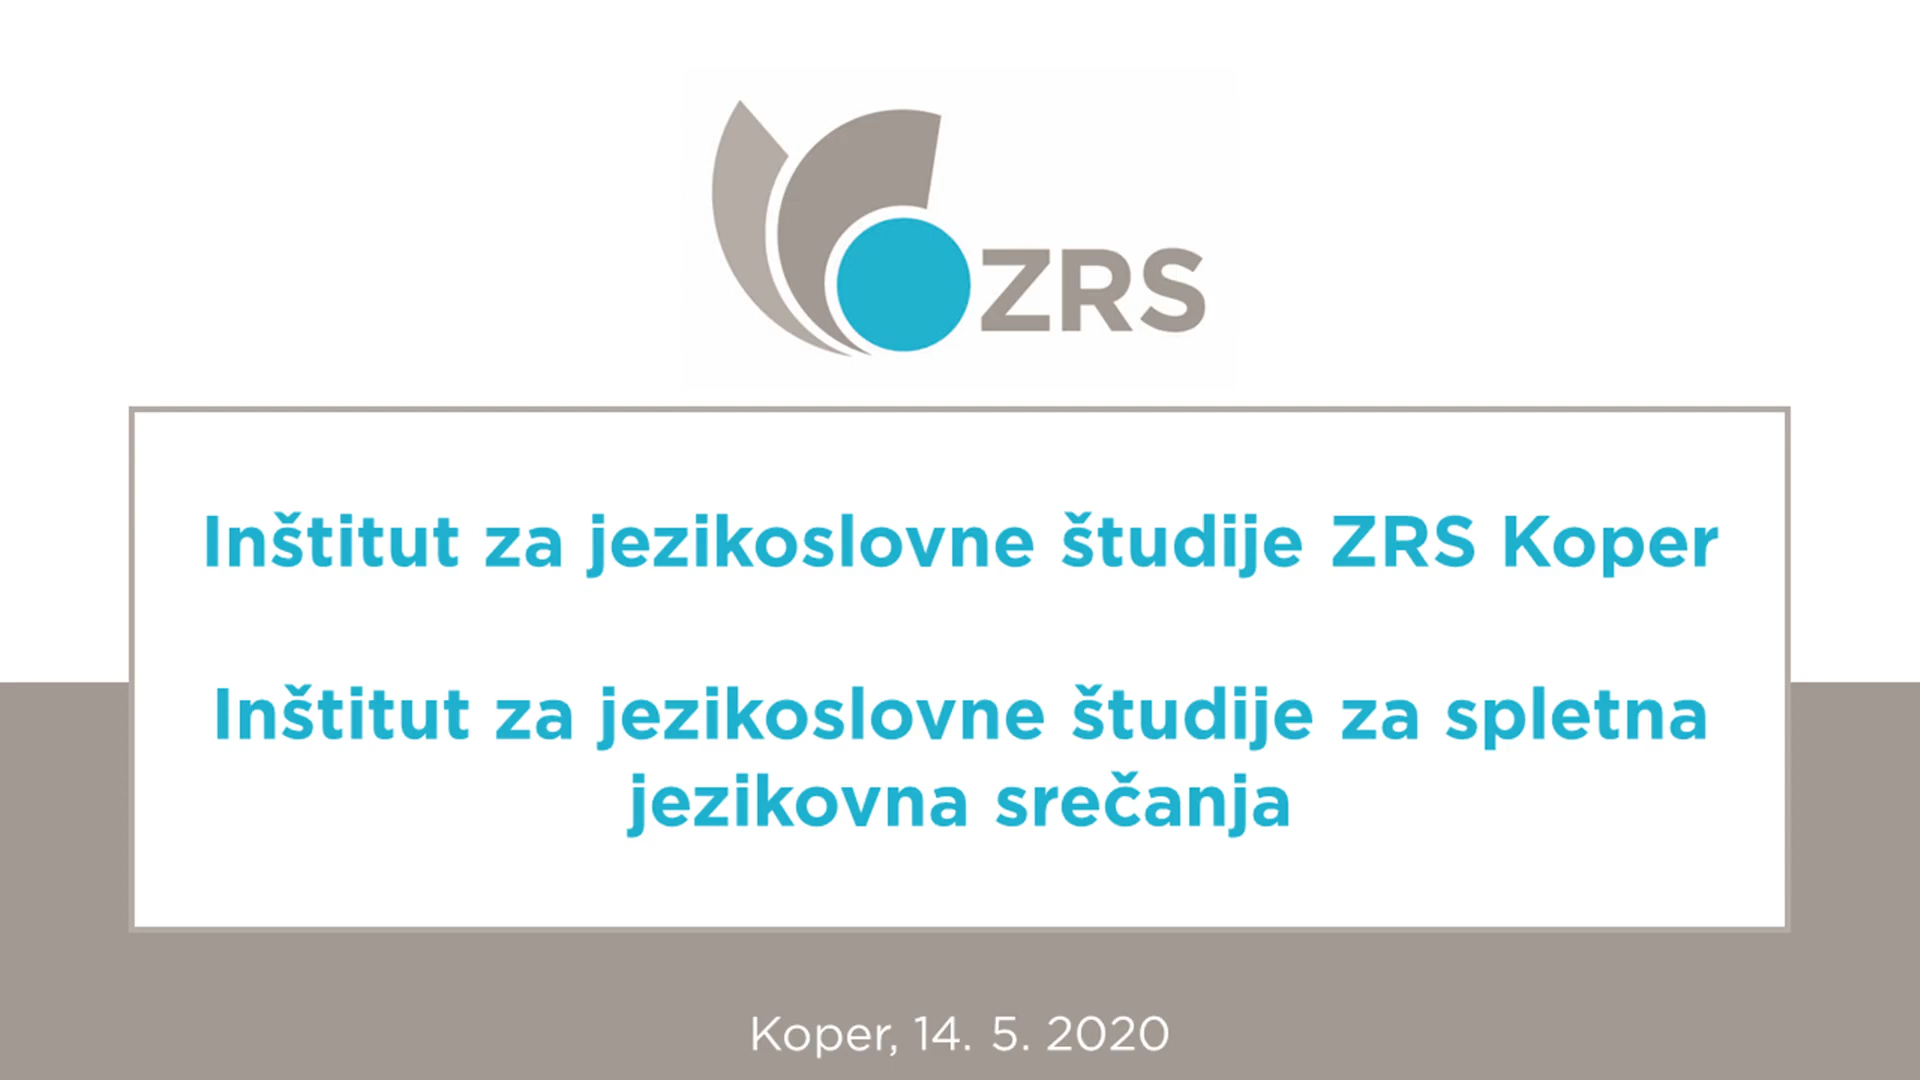 ZRS
Inštitut za jezikoslovne študije ZRS Koper
Inštitut za jezikoslovne študije za spletna
jezikovna srečanja
Koper, 14. 5. 2020